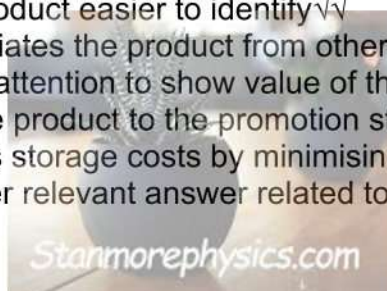 oduct easier to identify√√
iates the product from other
attention to show value of th
e product to the promotion st
s storage costs by minimisin
er relevant answer related to
Stanmorephysics.com